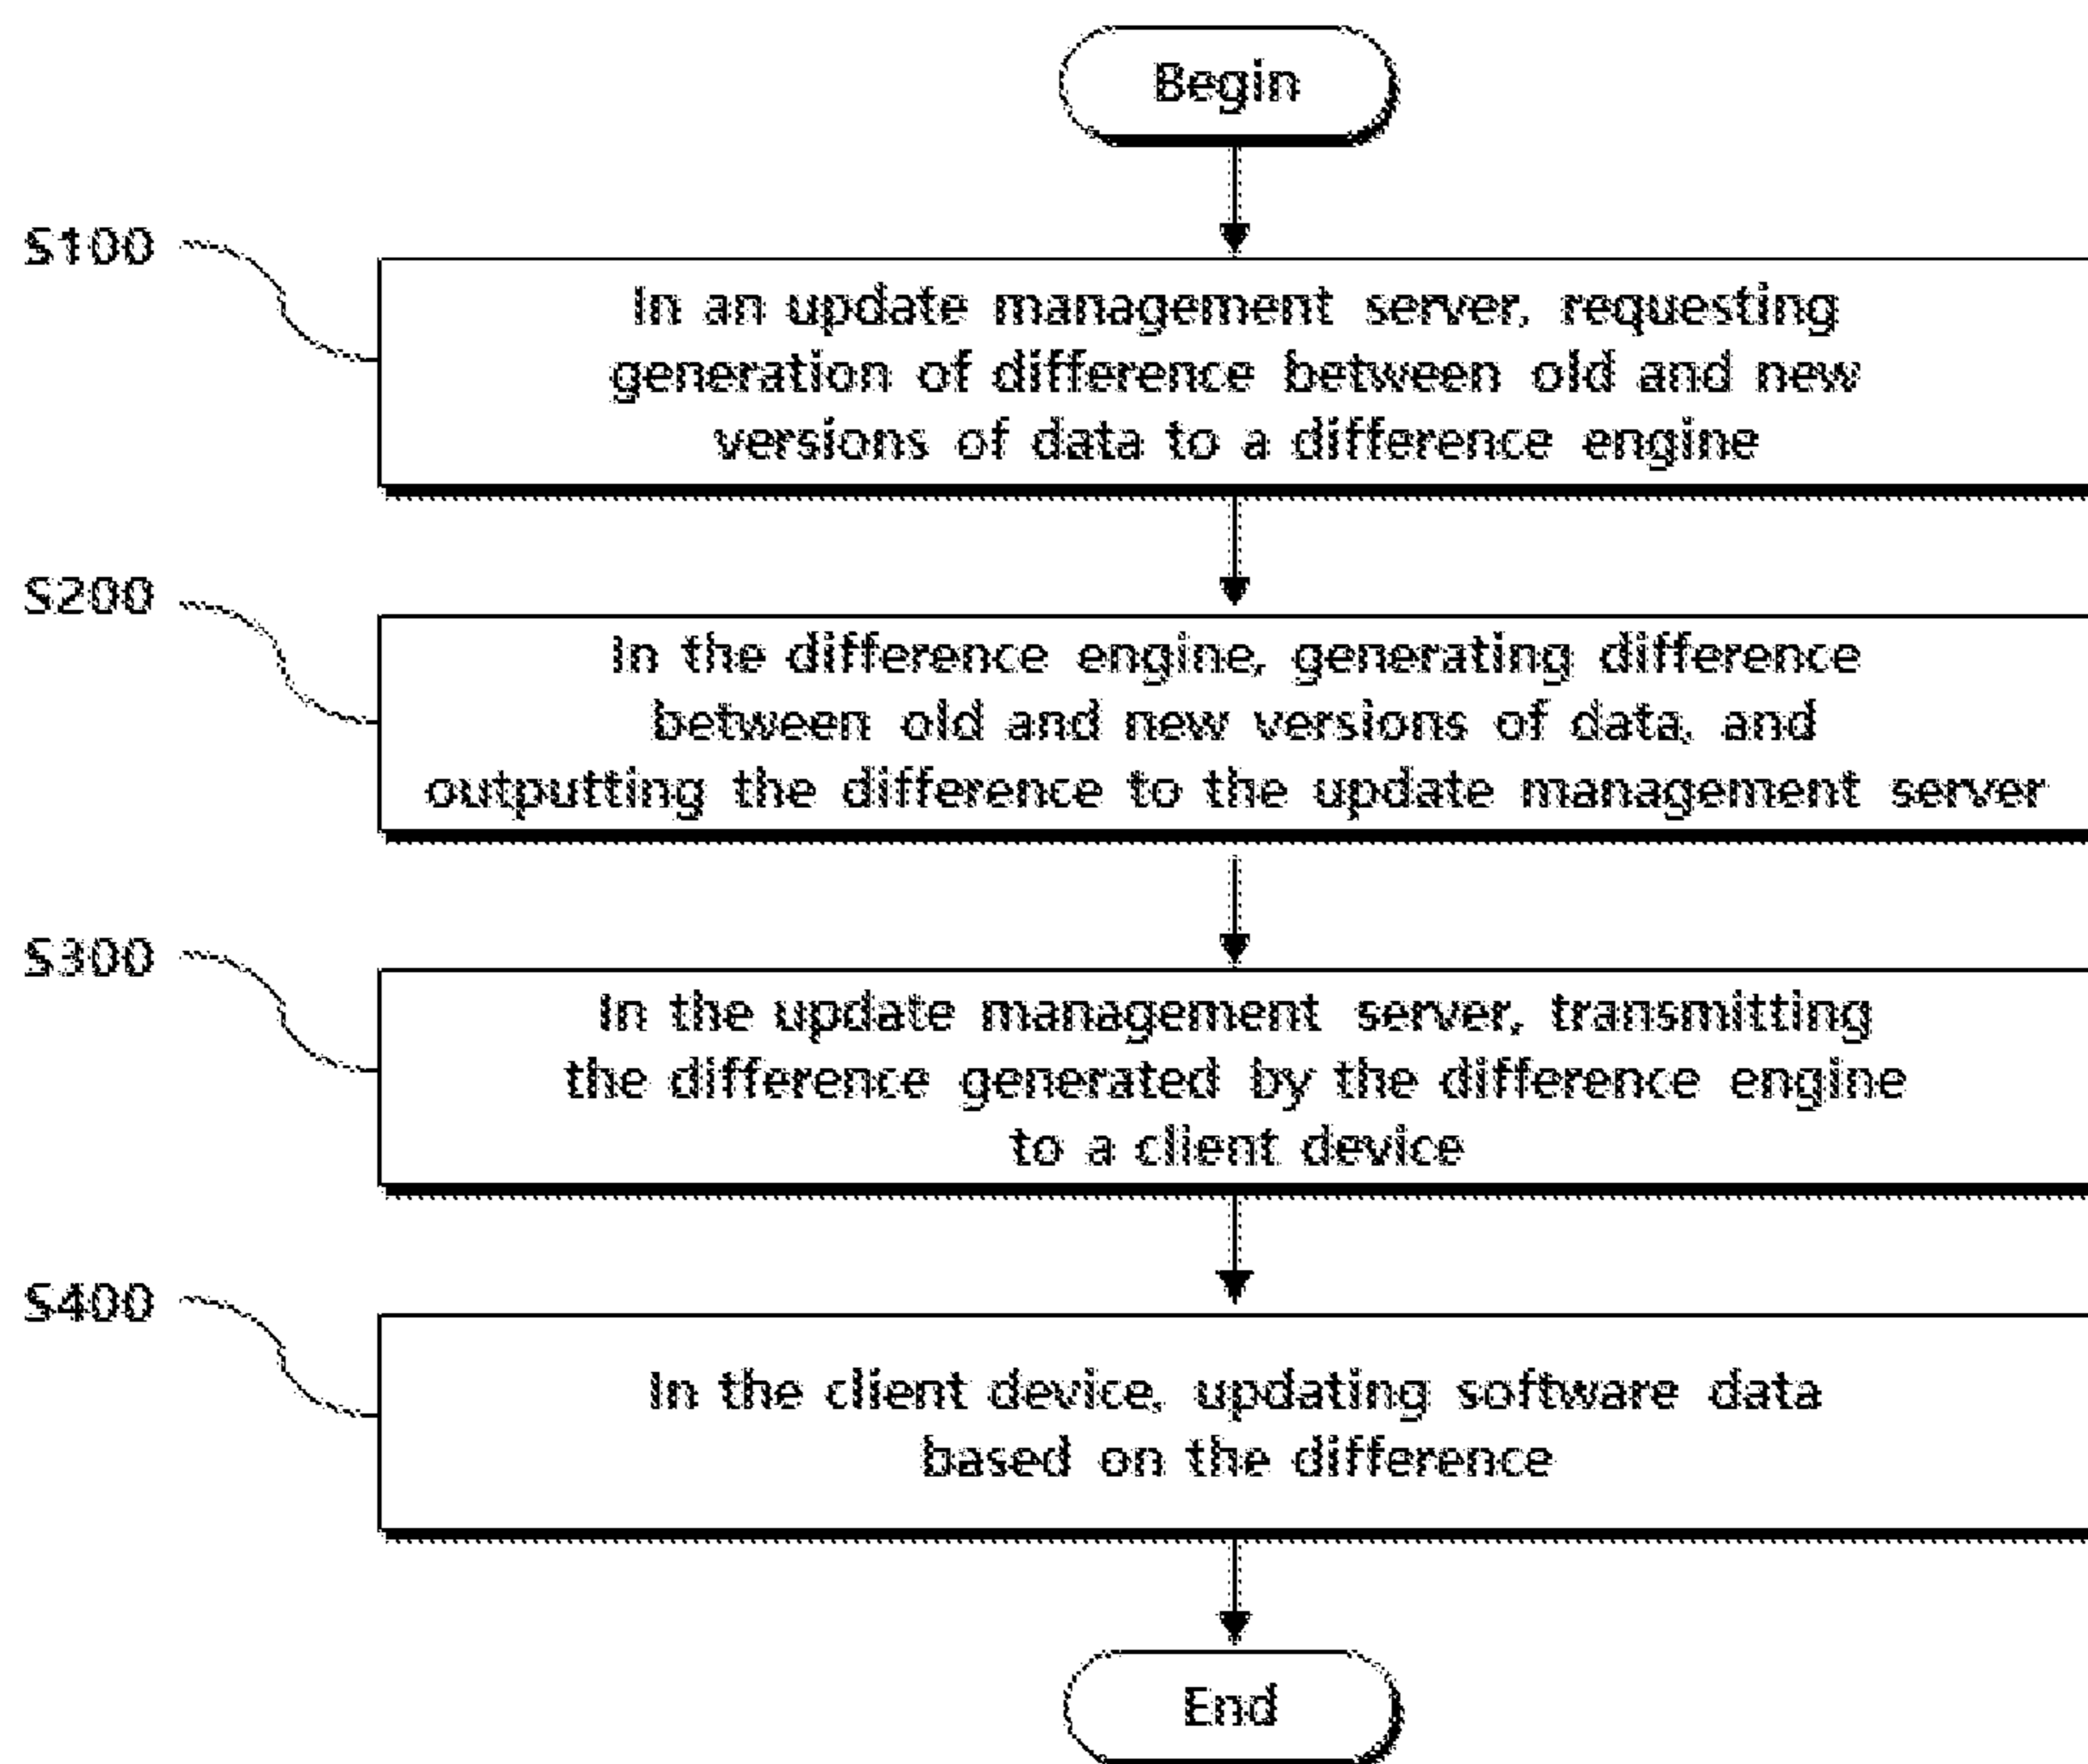 Begin
S100
In an update management server, requesting
generation of difference between old and new
versions of data to a difference engine
S200
In the difference engine, generating difference
between old and new versions of data, and
outputting the difference to the update management server
S300
In the update management server, transmitting
the difference generated by the difference engine
to a client device
S400
In the client device, updating software data
based on the difference
End